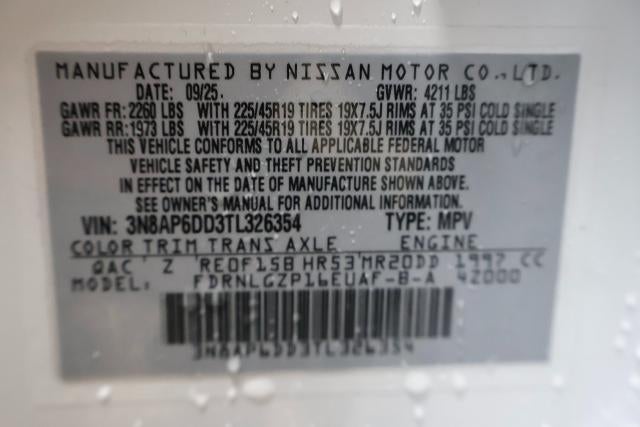 MANUFACTURED BY NISSAN MOTOR CO., LTD.
DATE: 09/25 GVWR: 4211 LBS
GAWR FR: 2260 LBS WITH 225/45R19 TIRES 19X7.5J RIMS AT 35 PSI COLD SINGLE
GAWR RR: 1973 LBS WITH 225/45R19 TIRES 19X7.5J RIMS AT 35 PSI COLD SINGLE
THIS VEHICLE CONFORMS TO ALL APPLICABLE FEDERAL MOTOR
VEHICLE SAFETY AND THEFT PREVENTION STANDARDS
IN EFFECT ON THE DATE OF MANUFACTURE SHOWN ABOVE.
SEE OWNER'S MANUAL FOR ADDITIONAL INFORMATION.
VIN: 3N8AP6DD3TL326354 TYPE: MPV
COLOR TRIM TRANS AXLE ENGINE
QAC Z RE0F15B HR53 MR20DD 1997 CC
MODEL: FDRNLGZP16EUAF-B-A 42000